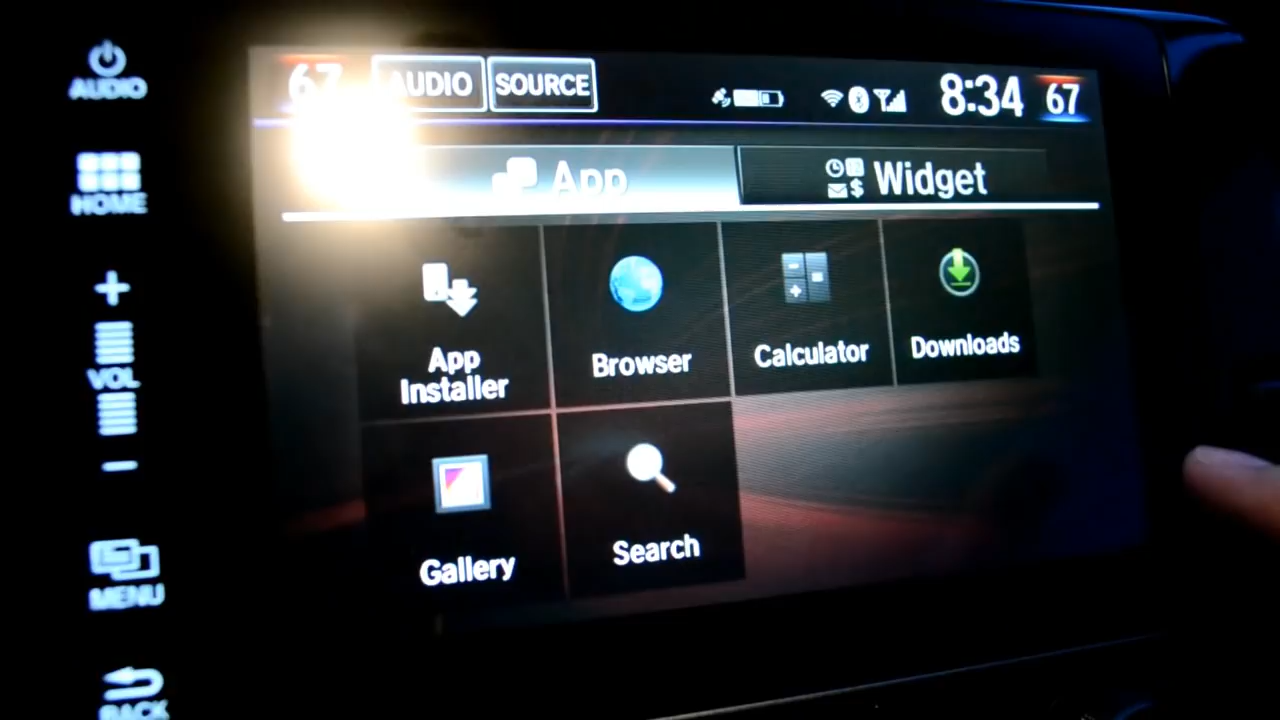 AUDIO
HOME
VOL
MENU
BACK
67 AUDIO SOURCE 8:34 67
App Widget
App
Installer
Browser
Calculator
Downloads
Gallery
Search